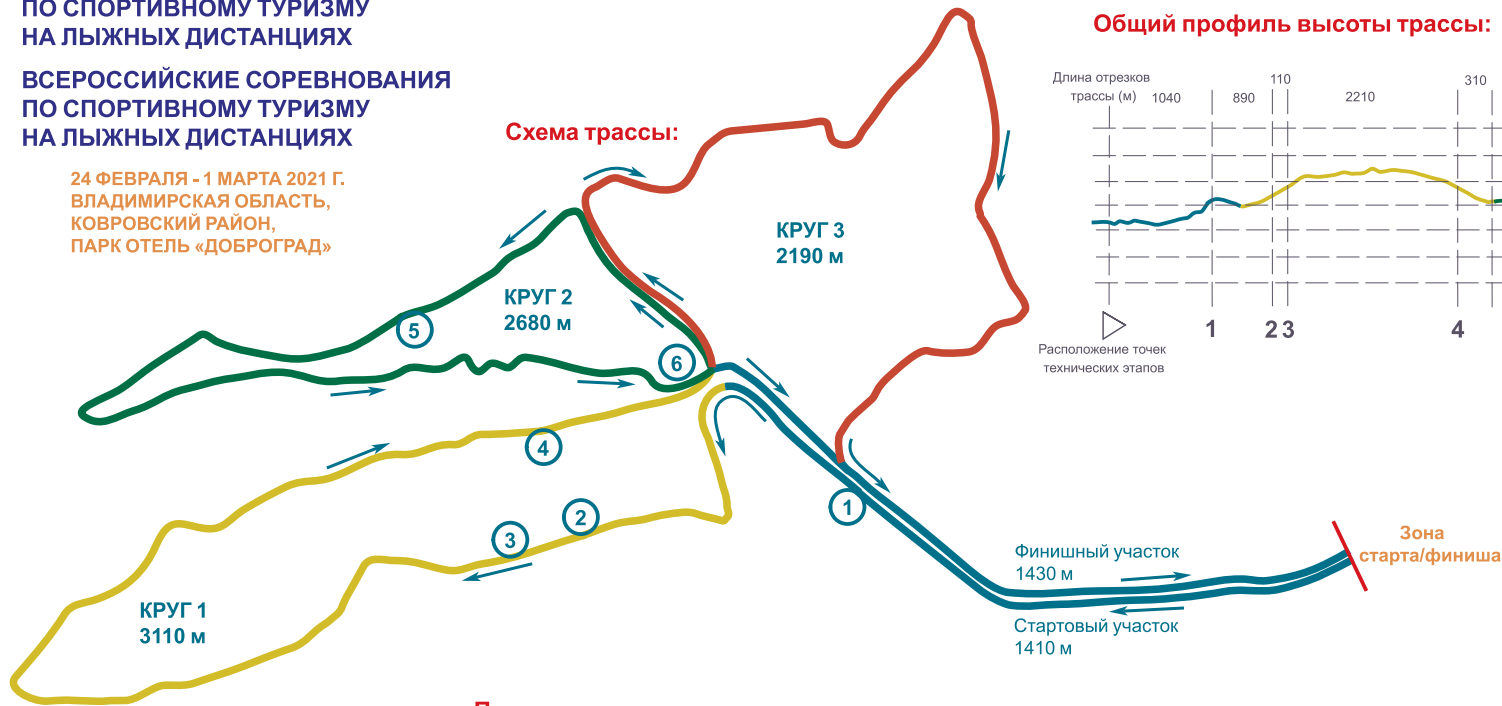 ПО СПОРТИВНОМУ ТУРИЗМУ
НА ЛЫЖНЫХ ДИСТАНЦИЯХ
ВСЕРОССИЙСКИЕ СОРЕВНОВАНИЯ
ПО СПОРТИВНОМУ ТУРИЗМУ
НА ЛЫЖНЫХ ДИСТАНЦИЯХ
24 ФЕВРАЛЯ - 1 МАРТА 2021 Г.
ВЛАДИМИРСКАЯ ОБЛАСТЬ,
КОВРОВСКИЙ РАЙОН,
ПАРК ОТЕЛЬ «ДОБРОГРАД»
Схема трассы:
КРУГ 3
2190 м
КРУГ 2
2680 м
5
6
4
2
3
1
КРУГ 1
3110 м
Финишный участок
1430 м
Стартовый участок
1410 м
Зона
старта/финиша
Общий профиль высоты трассы:
Длина отрезков
трассы (м)
1040
890
110
2210
310
1
2
3
4
Расположение точек
технических этапов